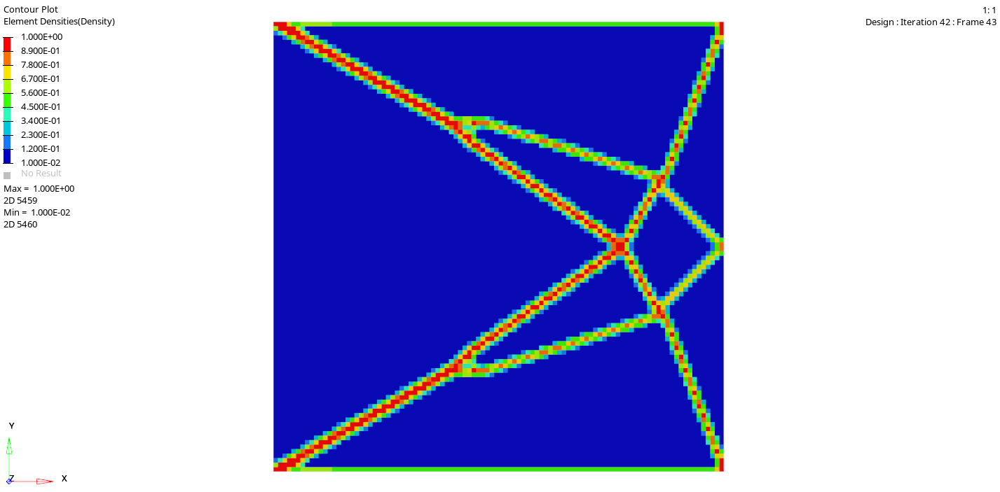 Contour Plot
Element Densities(Density)
1.000E+00
8.900E-01
7.800E-01
6.700E-01
5.600E-01
4.500E-01
3.400E-01
2.300E-01
1.200E-01
1.000E-02
No Result
Max = 1.000E+00
2D 5459
Min = 1.000E-02
2D 5460
1: 1
Design : Iteration 42 : Frame 43
Y
Z
X